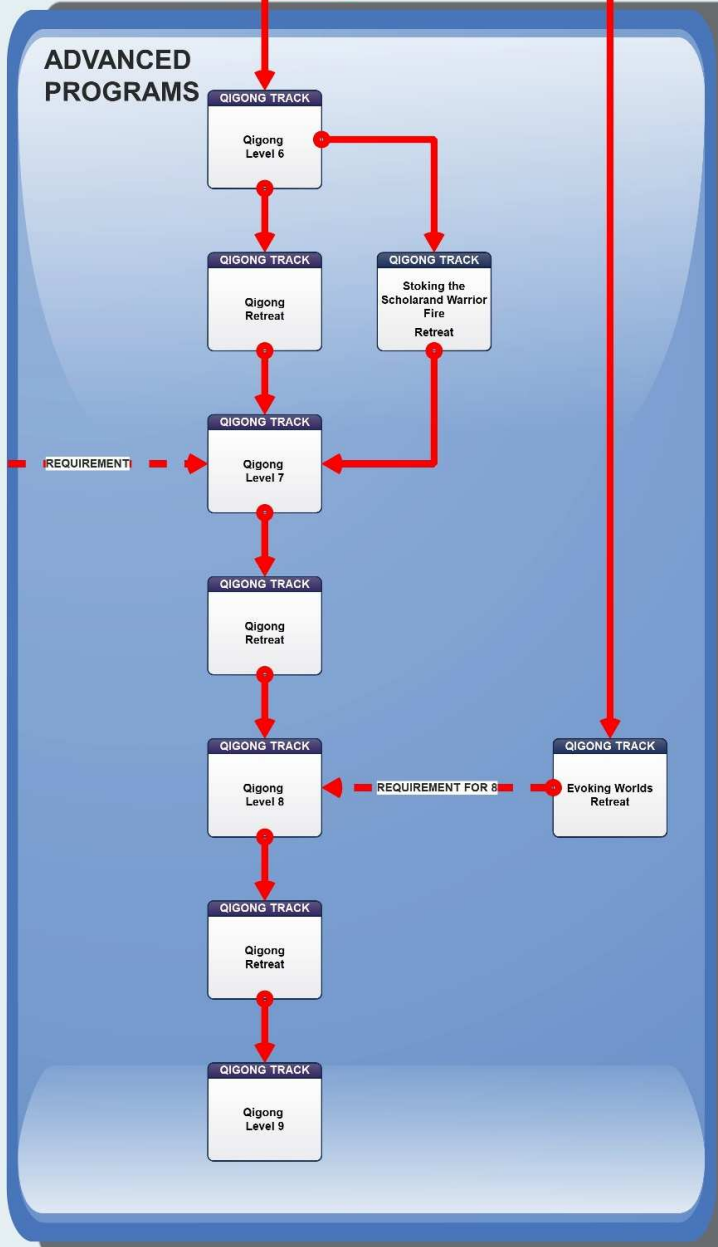 ADVANCED
PROGRAMS
QIGONG TRACK
Qigong
Level 6
QIGONG TRACK
Qigong
Retreat
QIGONG TRACK
Stoking the
Scholarand Warrior
Fire
Retreat
QIGONG TRACK
Qigong
Level 7
REQUIREMENT
QIGONG TRACK
Qigong
Retreat
QIGONG TRACK
Qigong
Level 8
REQUIREMENT FOR 8
QIGONG TRACK
Evoking Worlds
Retreat
QIGONG TRACK
Qigong
Retreat
QIGONG TRACK
Qigong
Level 9